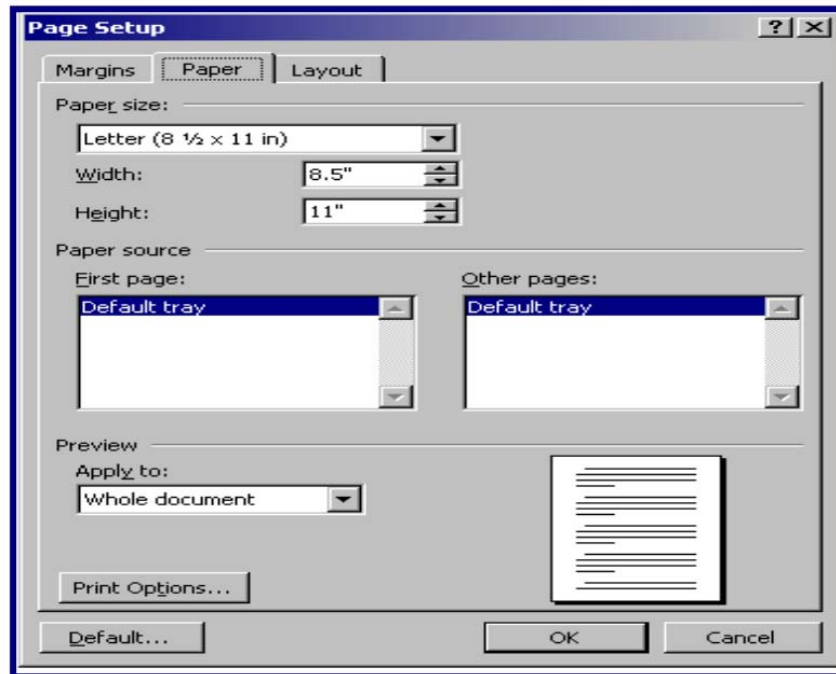 Page Setup
Margins Paper Layout
Paper size:
Letter (8 ½ x 11 in)
Width: 8.5"
Height: 11"
Paper source
First page: Other pages:
Default tray Default tray
Preview
Apply to:
Whole document
Print Options...
Default... OK Cancel